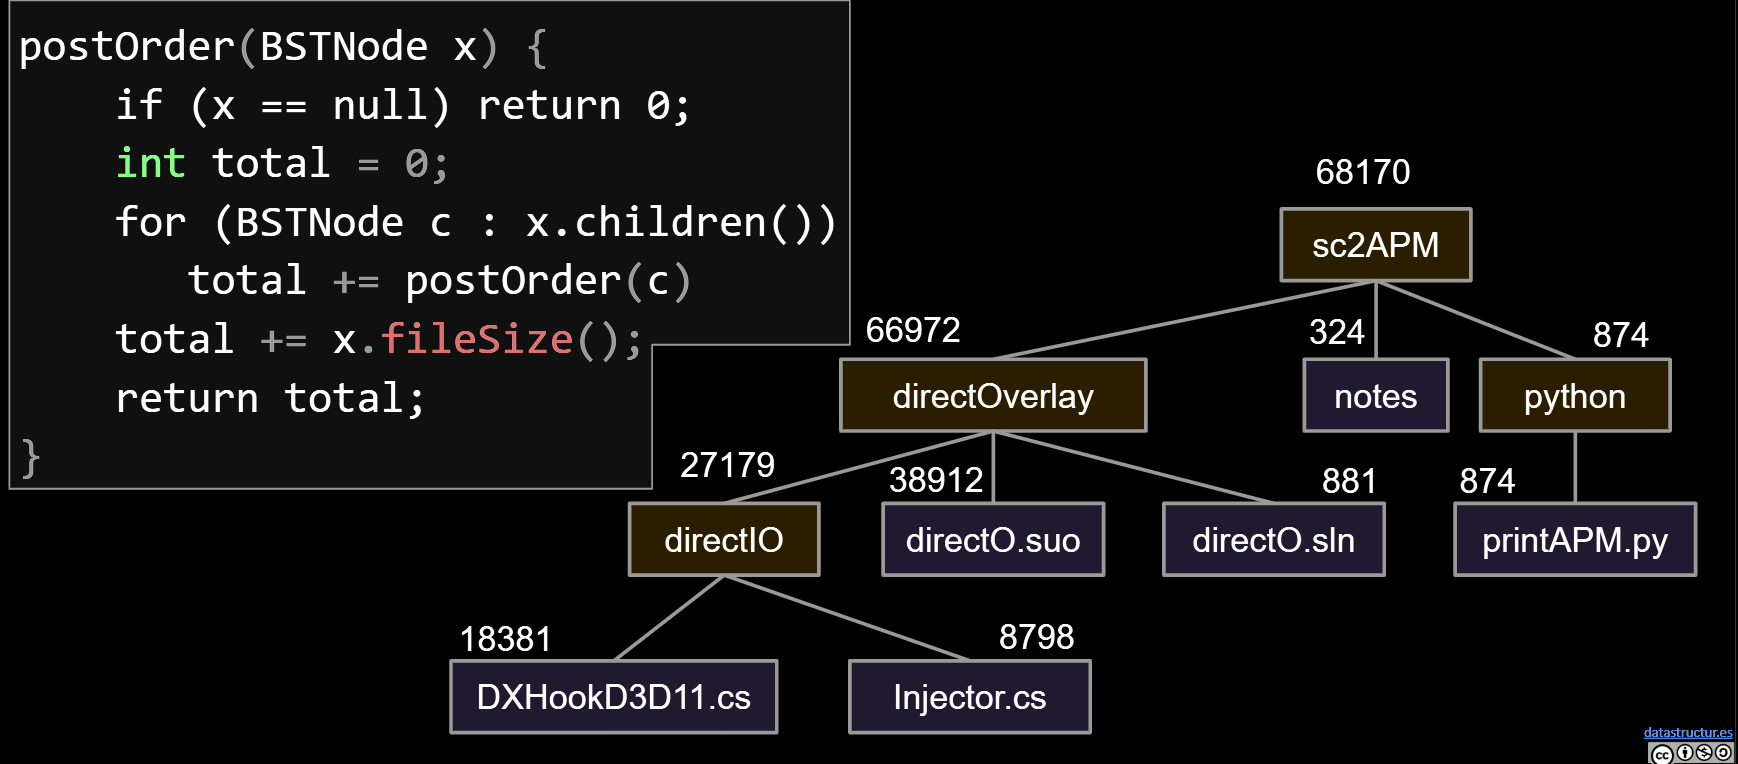 postOrder(BSTNode x) {
    if (x == null) return 0;
    int total = 0;
    for (BSTNode c : x.children())
       total += postOrder(c)
    total += x.fileSize();
    return total;
}
68170
sc2APM
66972
324
874
directOverlay
notes
python
27179
38912
881
874
directIO
directO.suo
directO.sln
printAPM.py
18381
8798
DXHookD3D11.cs
Injector.cs
datastructur.es
cc